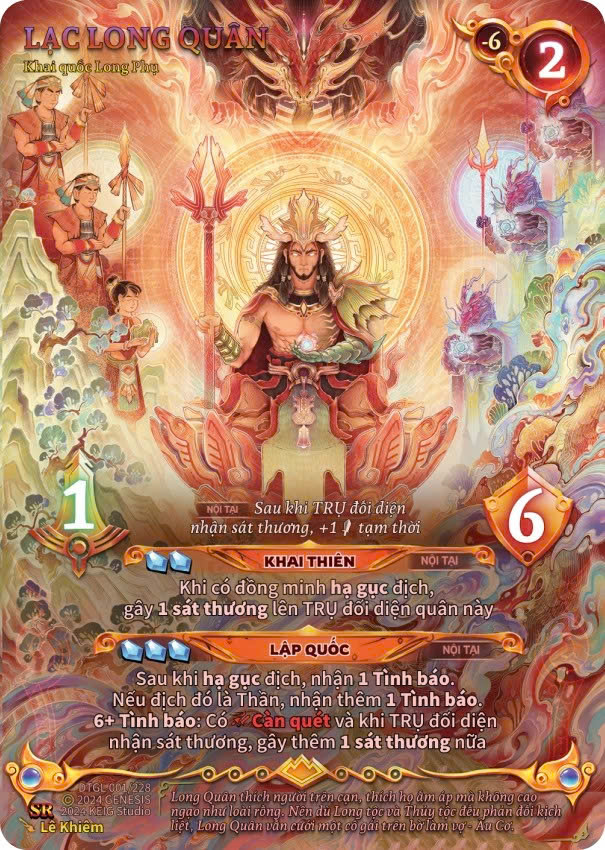 LẠC LONG QUÂN
Khai quốc Long Phụ
-6
2
1
6
NỘI TẠI Sau khi TRỤ đối diện
nhận sát thương, +1 tạm thời
KHAI THIÊN
NỘI TẠI
Khi có đồng minh hạ gục địch,
gây 1 sát thương lên TRỤ đối diện quân này
LẬP QUỐC
NỘI TẠI
Sau khi hạ gục địch, nhận 1 Tình báo.
Nếu địch đó là Thần, nhận thêm 1 Tình báo.
6+ Tình báo: Có Càn quét và khi TRỤ đối diện
nhận sát thương, gây thêm 1 sát thương nữa
DTGL 001/228
© 2024 GENESIS
2024 KEIG Studio
SR
Lê Khiêm
Long Quân thích người trên cạn, thích họ ấm áp mà không cao
ngạo như loài rồng. Nên dù Long tộc và Thủy tộc đều phản đối kịch
liệt, Long Quân vẫn cưới một cô gái trên bờ làm vợ - Âu Cơ.